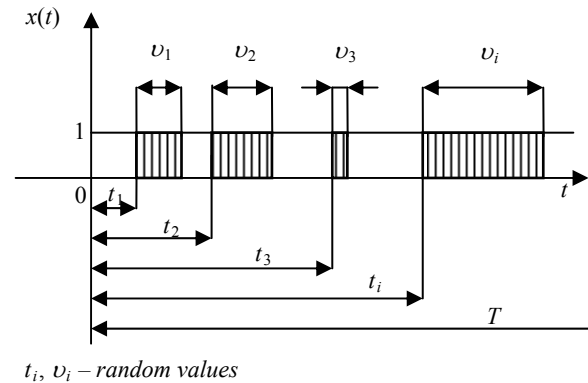 x(t)
υ1 υ2 υ3 υi
1
0 t1 t
t2
t3
ti
T
ti, υi – random values